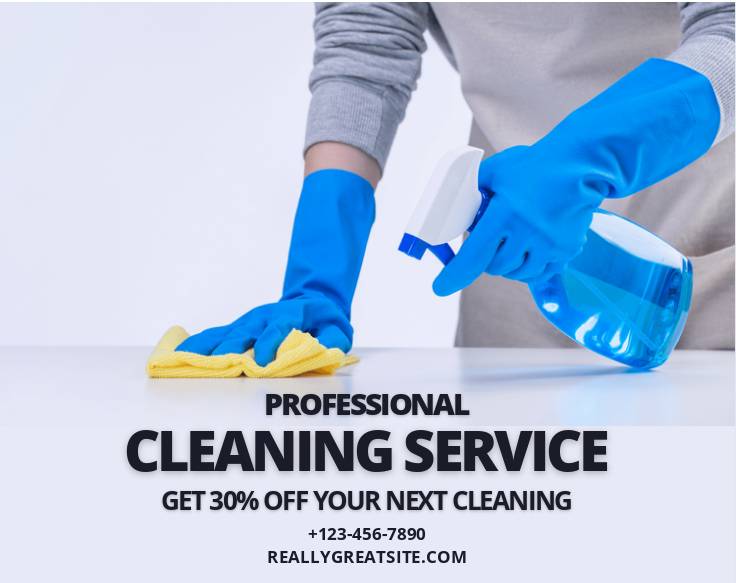 PROFESSIONAL
CLEANING SERVICE
GET 30% OFF YOUR NEXT CLEANING
+123-456-7890
REALLYGREATSITE.COM